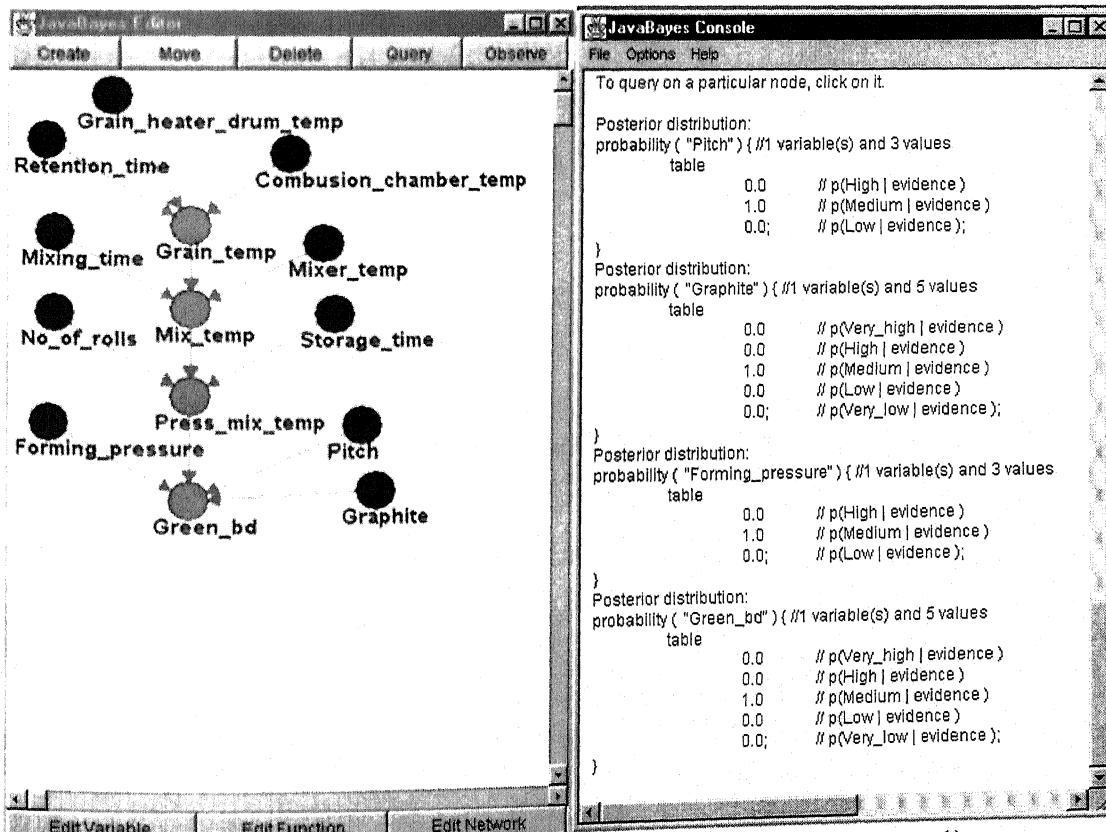 JavaBayes Editor
Create Move Delete Query Observe
Grain_heater_drum_temp
Retention_time
Combusion_chamber_temp
Mixing_time
Grain_temp
Mixer_temp
No_of_rolls
Mix_temp
Storage_time
Press_mix_temp
Forming_pressure
Pitch
Green_bd
Graphite
Edit Variable Edit Function Edit Network
JavaBayes Console
File Options Help
To query on a particular node, click on it.
Posterior distribution:
probability ( "Pitch" ) { //1 variable(s) and 3 values
table
0.0 // p(High | evidence )
1.0 // p(Medium | evidence )
0.0; // p(Low | evidence );
}
Posterior distribution:
probability ( "Graphite" ) { //1 variable(s) and 5 values
table
0.0 // p(Very_high | evidence )
0.0 // p(High | evidence )
1.0 // p(Medium | evidence )
0.0 // p(Low | evidence )
0.0; // p(Very_low | evidence );
}
Posterior distribution:
probability ( "Forming_pressure" ) { //1 variable(s) and 3 values
table
0.0 // p(High | evidence )
1.0 // p(Medium | evidence )
0.0; // p(Low | evidence );
}
Posterior distribution:
probability ( "Green_bd" ) { //1 variable(s) and 5 values
table
0.0 // p(Very_high | evidence )
0.0 // p(High | evidence )
1.0 // p(Medium | evidence )
0.0 // p(Low | evidence )
0.0; // p(Very_low | evidence );
}